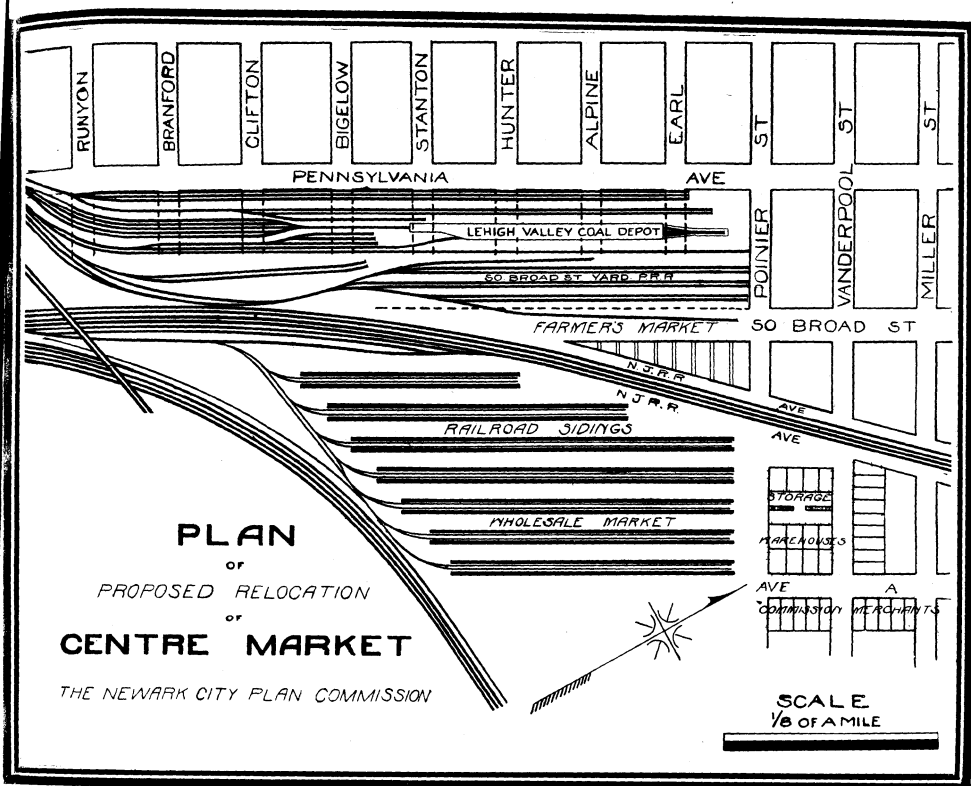 RUNYON
BRANFORD
CLIFTON
BIGELOW
STANTON
HUNTER
ALPINE
EARL
ST
ST
ST
PENNSYLVANIA AVE
POINIER
VANDERPOOL
MILLER
LEHIGH VALLEY COAL DEPOT
SO BROAD ST YARD P.R.R
FARMER'S MARKET SO BROAD ST
N.J.R.R AVE
N J R.R. AVE
RAILROAD SIDINGS
WHOLESALE MARKET
STORAGE
WAREHOUSES
AVE A
COMMISSION MERCHANTS
PLAN
OF
PROPOSED RELOCATION
OF
CENTRE MARKET
THE NEWARK CITY PLAN COMMISSION
SCALE
1/8 OF A MILE